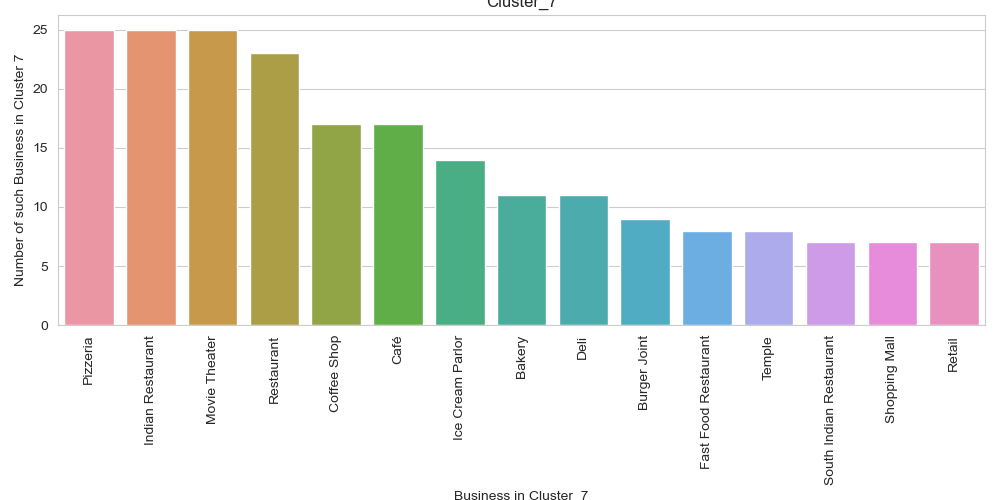 Cluster_7
Number of such Business in Cluster 7
25
20
15
10
5
0
Pizzeria
Indian Restaurant
Movie Theater
Restaurant
Coffee Shop
Café
Ice Cream Parlor
Bakery
Deli
Burger Joint
Fast Food Restaurant
Temple
South Indian Restaurant
Shopping Mall
Retail
Business in Cluster_7